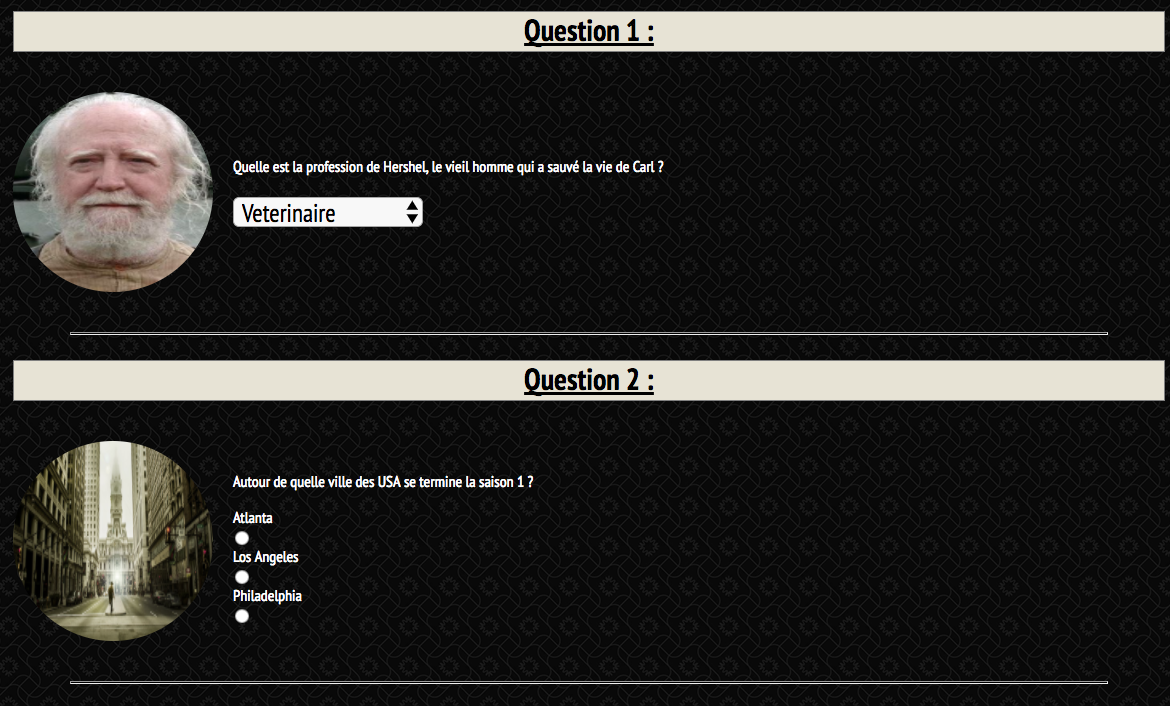 Question 1 :
Quelle est la profession de Hershel, le vieil homme qui a sauvé la vie de Carl ?
Veterinaire
Question 2 :
Autour de quelle ville des USA se termine la saison 1 ?
Atlanta
Los Angeles
Philadelphia